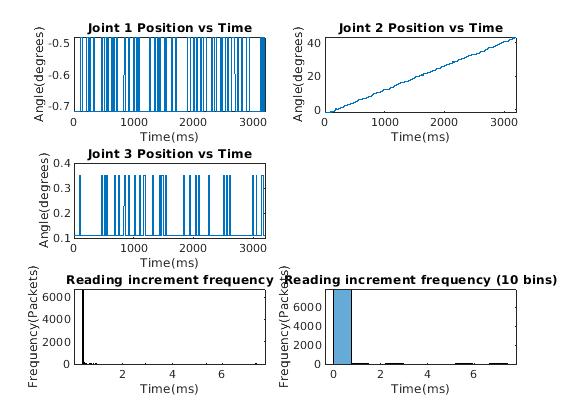 Joint 1 Position vs Time
Angle(degrees)
-0.5
-0.6
-0.7
0 1000 2000 3000
Time(ms)
Joint 2 Position vs Time
40
20
0
0 1000 2000 3000
Time(ms)
Joint 3 Position vs Time
Angle(degrees)
0.4
0.3
0.2
0.1
0 1000 2000 3000
Time(ms)
Reading increment frequency
Frequency(Packets)
6000
4000
2000
0
2 4 6
Time(ms)
Reading increment frequency (10 bins)
Frequency(Packets)
6000
4000
2000
0
0 2 4 6
Time(ms)
Angle(degrees)